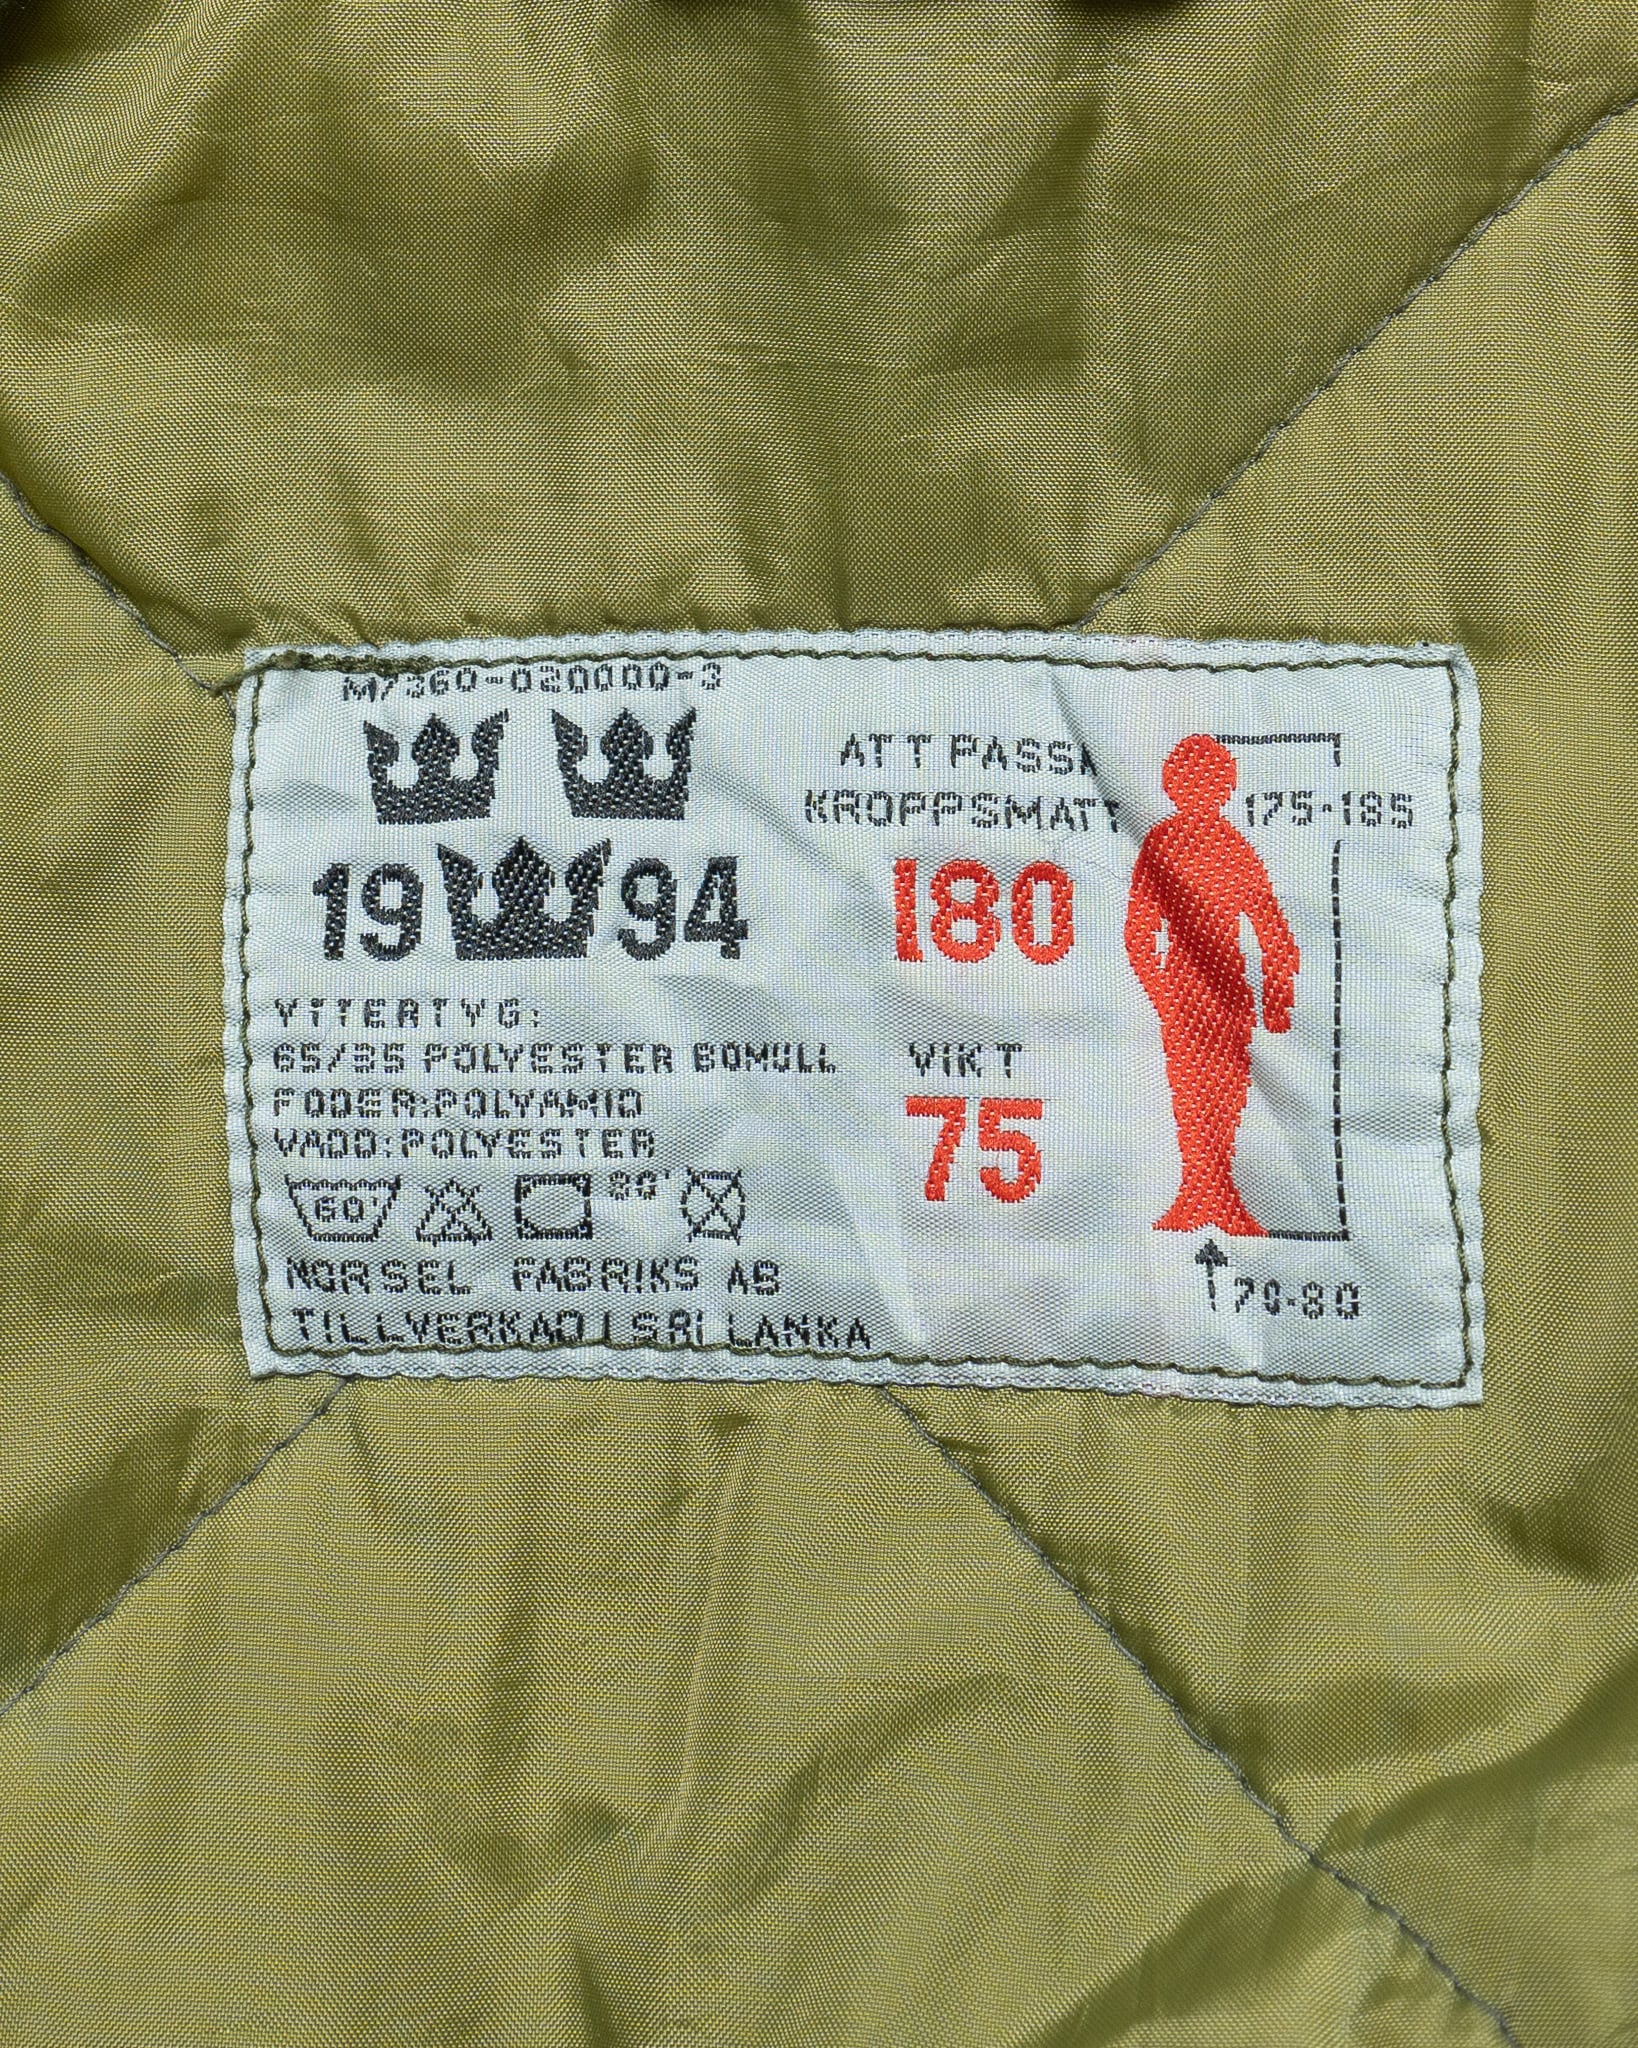 M7360-020000-3
19 94
YTTERTYG:
65/35 POLYESTER BOMULL
FODER:POLYAMID
VADD:POLYESTER
60° 80°
NORSEL FABRIKS AB
TILLVERKAD I SRI LANKA
ATT PASSA
KROPPSMÅTT
180
VIKT
75
175-185
70-80